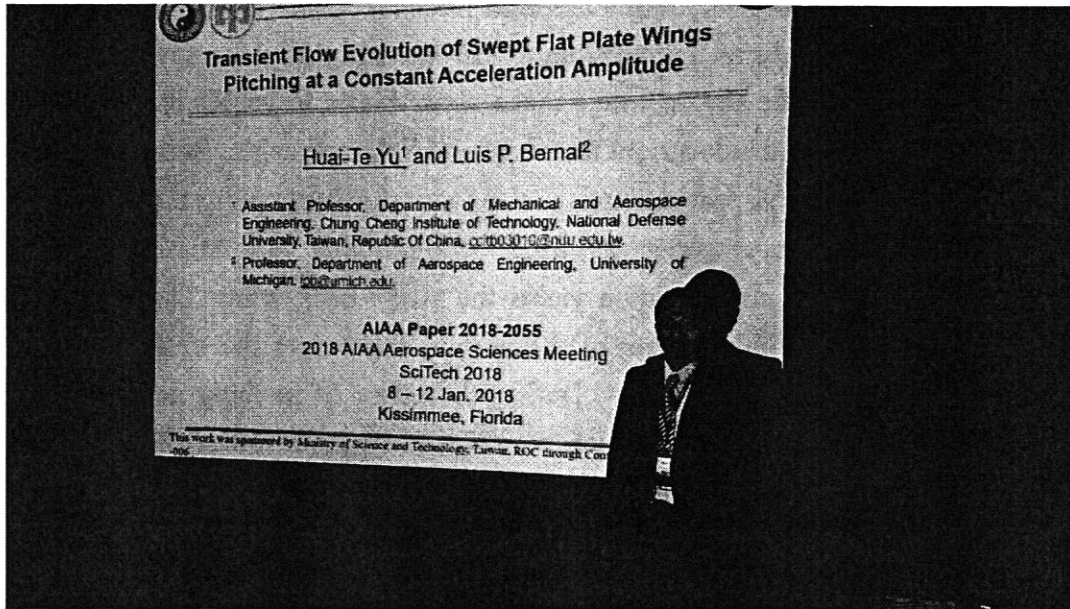 Transient Flow Evolution of Swept Flat Plate Wings
Pitching at a Constant Acceleration Amplitude
Huai-Te Yu¹ and Luis P. Bernal²
¹ Assistant Professor, Department of Mechanical and Aerospace
Engineering, Chung Cheng Institute of Technology, National Defense
University, Taiwan, Republic Of China,
² Professor, Department of Aerospace Engineering, University of
Michigan, lpb@umich.edu.
AIAA Paper 2018-2055
2018 AIAA Aerospace Sciences Meeting
SciTech 2018
8 – 12 Jan. 2018
Kissimmee, Florida
This work was sponsored by Ministry of Science and Technology, Taiwan, ROC through
-006